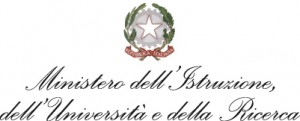 Ministero dell'Istruzione,
dell'Università e della Ricerca